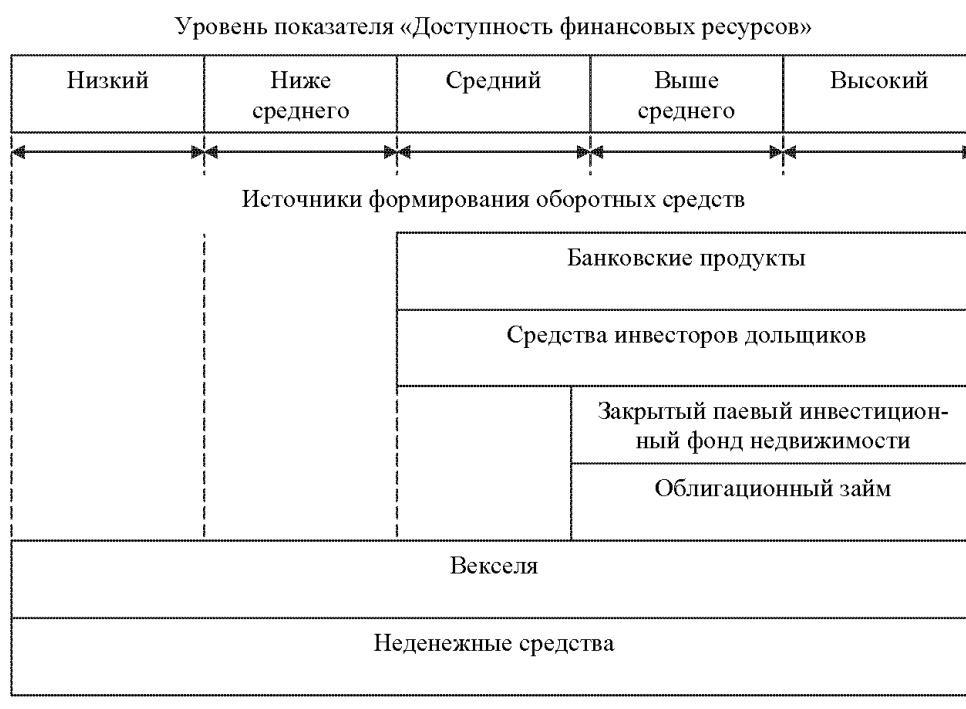 Уровень показателя «Доступность финансовых ресурсов»
Низкий
Ниже
среднего
Средний
Выше
среднего
Высокий
Источники формирования оборотных средств
Банковские продукты
Средства инвесторов дольщиков
Закрытый паевый инвестицион-
ный фонд недвижимости
Облигационный займ
Векселя
Неденежные средства